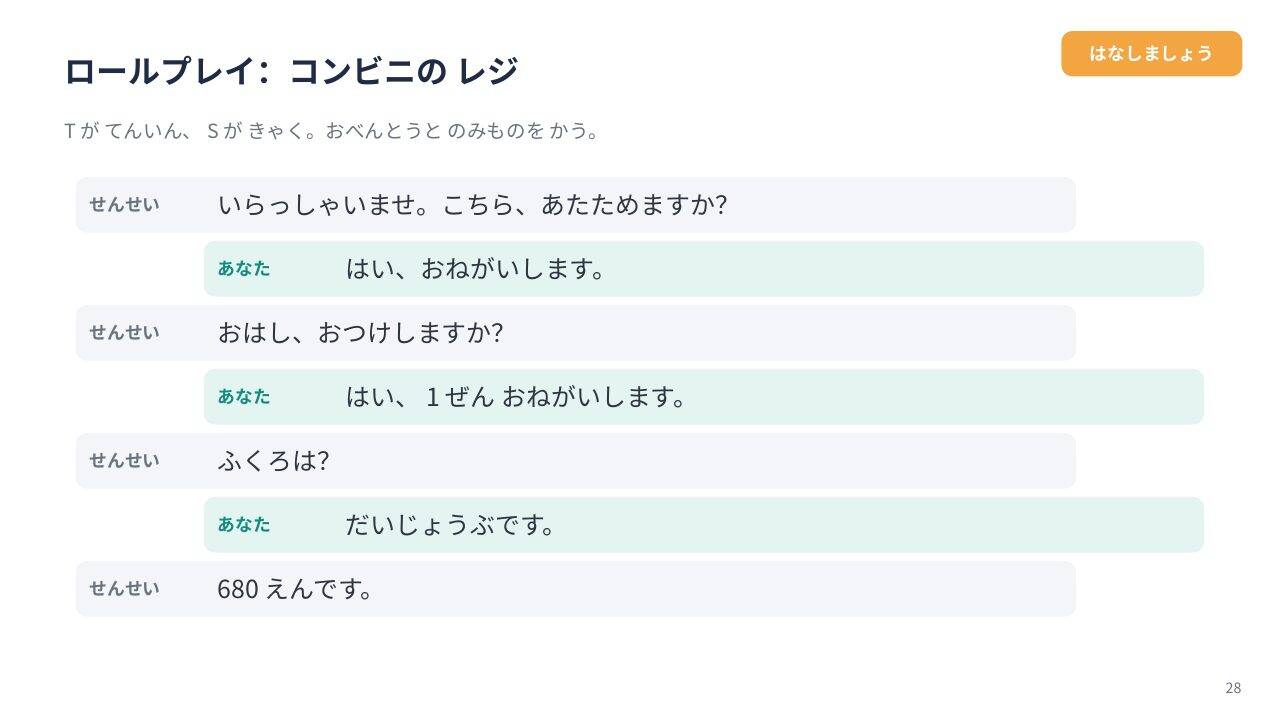 ロールプレイ：コンビニの レジ
はなしましょう
T が てんいん、 S が きゃく。おべんとうと のみものを かう。
せんせい いらっしゃいませ。こちら、あたためますか？
あなた はい、おねがいします。
せんせい おはし、おつけしますか？
あなた はい、 1 ぜん おねがいします。
せんせい ふくろは？
あなた だいじょうぶです。
せんせい 680 えんです。
28